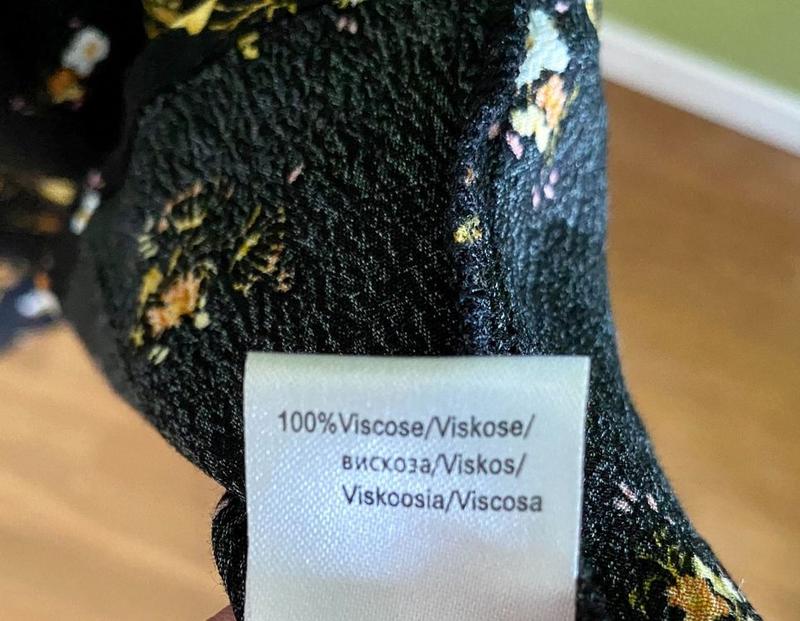 100%Viscose/Viskose/
вискоза/Viskos/
Viskoosia/Viscosa